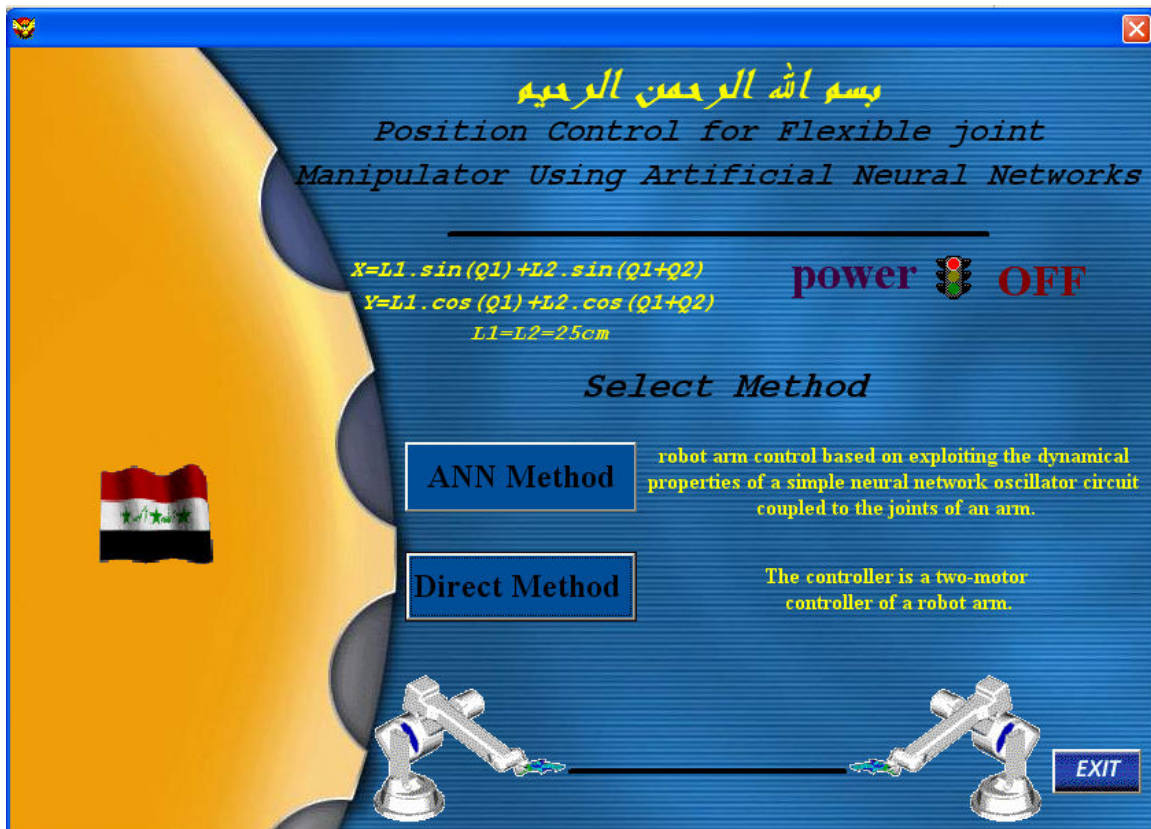 بسم الله الرحمن الرحيم
Position Control for Flexible joint
Manipulator Using Artificial Neural Networks
X=L1.sin(Q1)+L2.sin(Q1+Q2)
Y=L1.cos(Q1)+L2.cos(Q1+Q2)
L1=L2=25cm
power OFF
Select Method
ANN Method
robot arm control based on exploiting the dynamical
properties of a simple neural network oscillator circuit
coupled to the joints of an arm.
Direct Method
The controller is a two-motor
controller of a robot arm.
EXIT